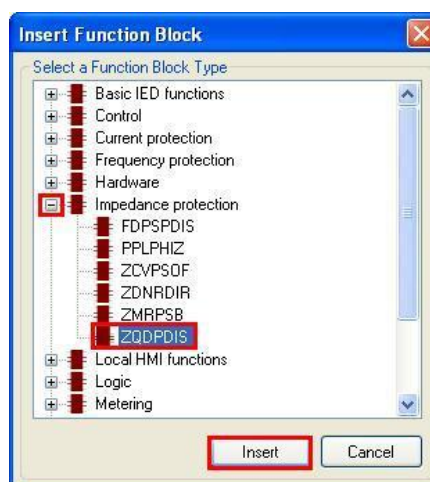 Insert Function Block
Select a Function Block Type
Basic IED functions
Control
Current protection
Frequency protection
Hardware
Impedance protection
FDPSPDIS
PPLPHIZ
ZCVPSOF
ZDNRDIR
ZMRPSB
ZQDPDIS
Local HMI functions
Logic
Metering
Insert Cancel